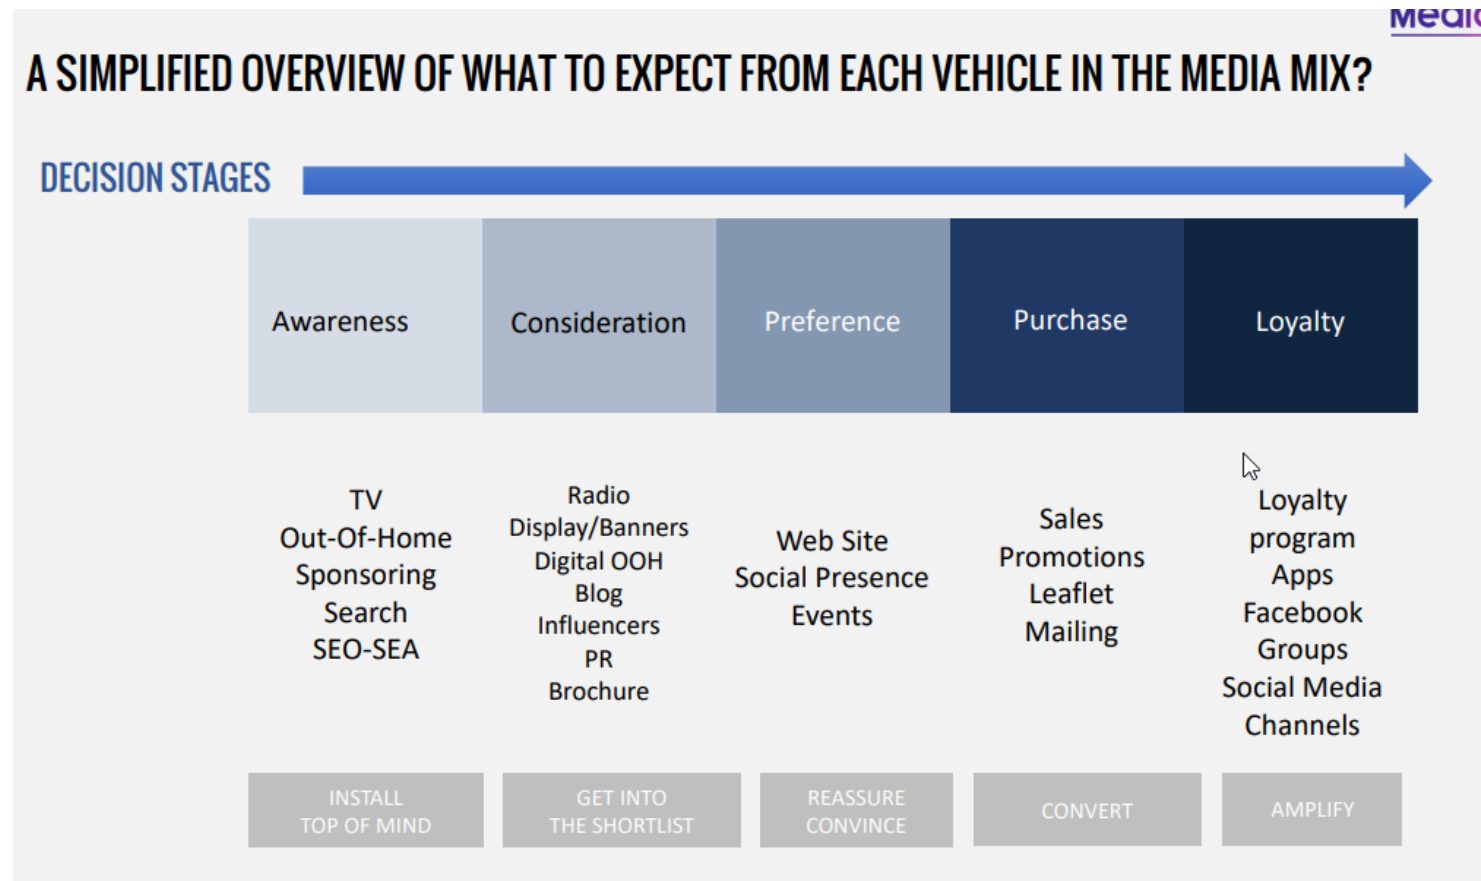 A SIMPLIFIED OVERVIEW OF WHAT TO EXPECT FROM EACH VEHICLE IN THE MEDIA MIX?
DECISION STAGES
Awareness
Consideration
Preference
Purchase
Loyalty
TV
Out-Of-Home
Sponsoring
Search
SEO-SEA
Radio
Display/Banners
Digital OOH
Blog
Influencers
PR
Brochure
Web Site
Social Presence
Events
Sales
Promotions
Leaflet
Mailing
Loyalty
program
Apps
Facebook
Groups
Social Media
Channels
INSTALL
TOP OF MIND
GET INTO
THE SHORTLIST
REASSURE
CONVINCE
CONVERT
AMPLIFY